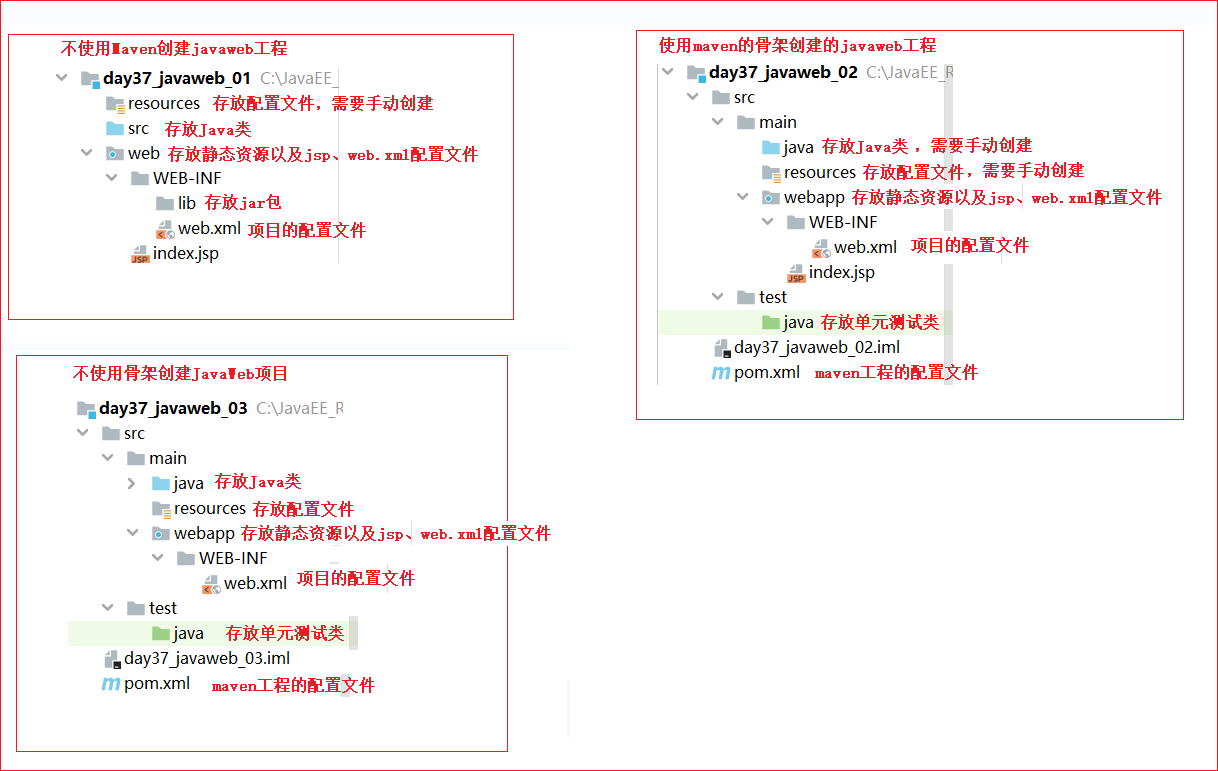 不使用Maven创建javaweb工程
day37_javaweb_01 C:\JavaEE_
resources 存放配置文件，需要手动创建
src 存放Java类
web 存放静态资源以及jsp、web.xml配置文件
WEB-INF
lib 存放jar包
web.xml 项目的配置文件
index.jsp
使用maven的骨架创建的javaweb工程
day37_javaweb_02 C:\JavaEE_R
src
main
java 存放Java类 ，需要手动创建
resources 存放配置文件，需要手动创建
webapp 存放静态资源以及jsp、web.xml配置文件
WEB-INF
web.xml 项目的配置文件
index.jsp
test
java 存放单元测试类
day37_javaweb_02.iml
pom.xml maven工程的配置文件
不使用骨架创建JavaWeb项目
day37_javaweb_03 C:\JavaEE_R
src
main
java 存放Java类
resources 存放配置文件
webapp 存放静态资源以及jsp、web.xml配置文件
WEB-INF
web.xml 项目的配置文件
test
java 存放单元测试类
day37_javaweb_03.iml
pom.xml maven工程的配置文件